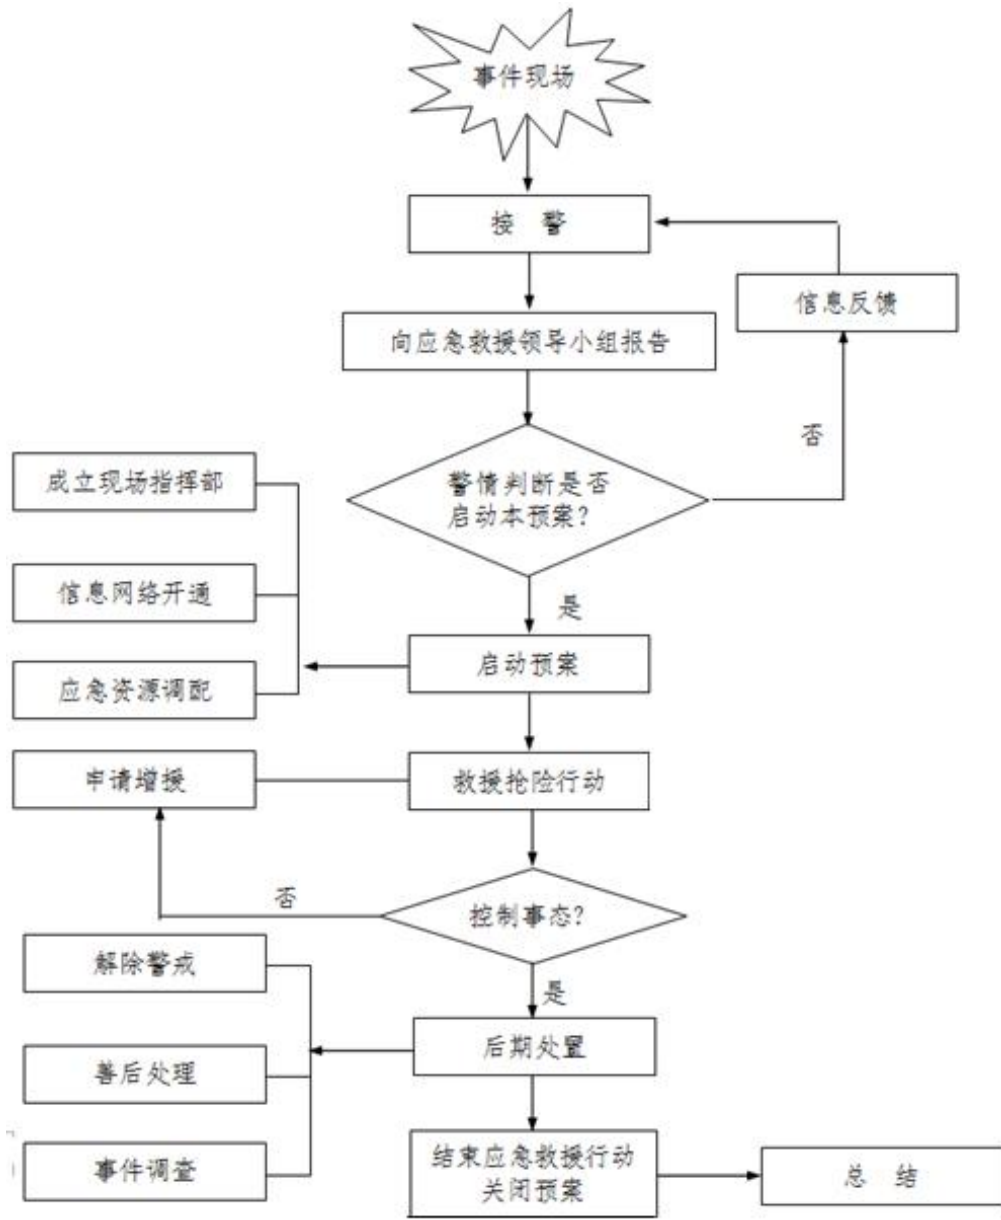 事件现场
接 警
信息反馈
向应急救援领导小组报告
否
成立现场指挥部
警情判断是否
启动本预案?
信息网络开通
是
启动预案
应急资源调配
申请增援
救援抢险行动
否
控制事态?
解除警戒
是
后期处置
善后处理
结束应急救援行动
关闭预案
事件调查
总 结